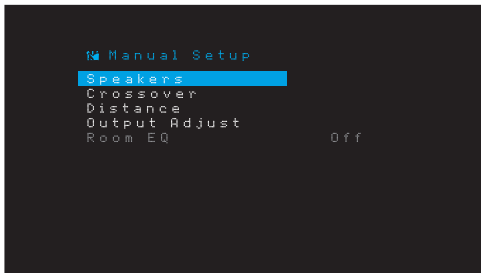 Manual Setup
Speakers
Crossover
Distance
Output Adjust
Room EQ Off